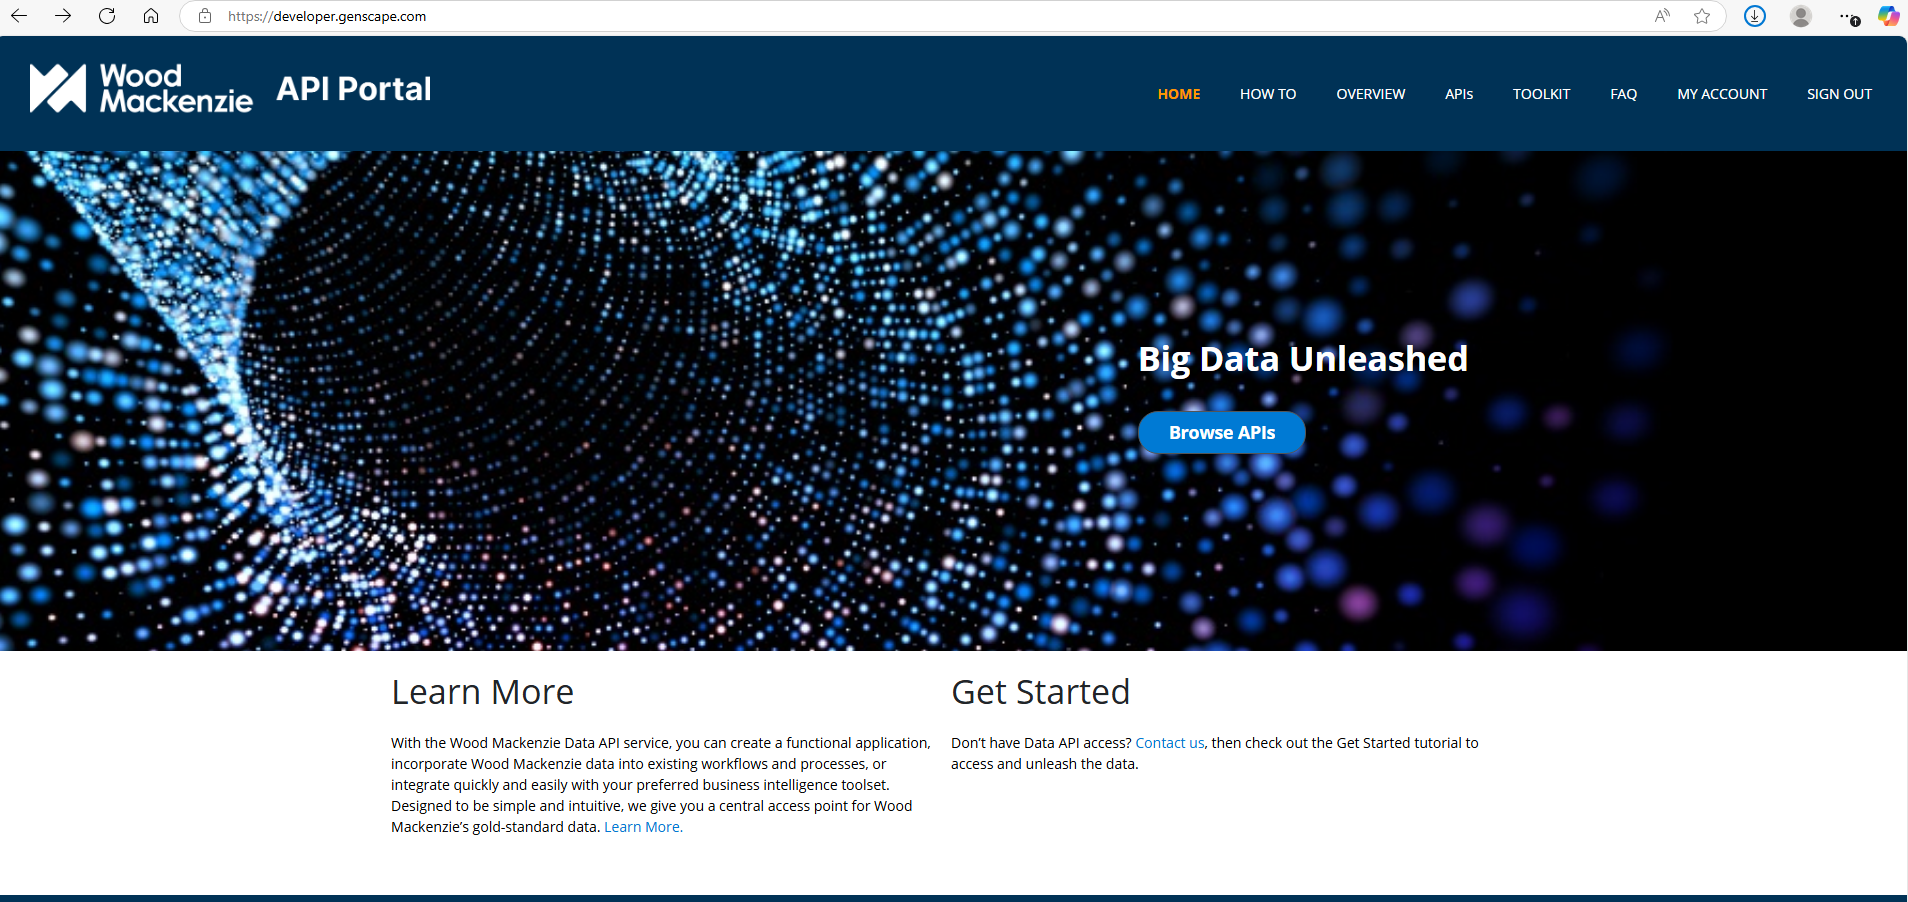 https://developer.genscape.com
Wood
Mackenzie
API Portal
HOME HOW TO OVERVIEW APIs TOOLKIT FAQ MY ACCOUNT SIGN OUT
Big Data Unleashed
Browse APIs
Learn More
With the Wood Mackenzie Data API service, you can create a functional application,
incorporate Wood Mackenzie data into existing workflows and processes, or
integrate quickly and easily with your preferred business intelligence toolset.
Designed to be simple and intuitive, we give you a central access point for Wood
Mackenzie’s gold-standard data. Learn More.
Get Started
Don’t have Data API access? Contact us, then check out the Get Started tutorial to
access and unleash the data.